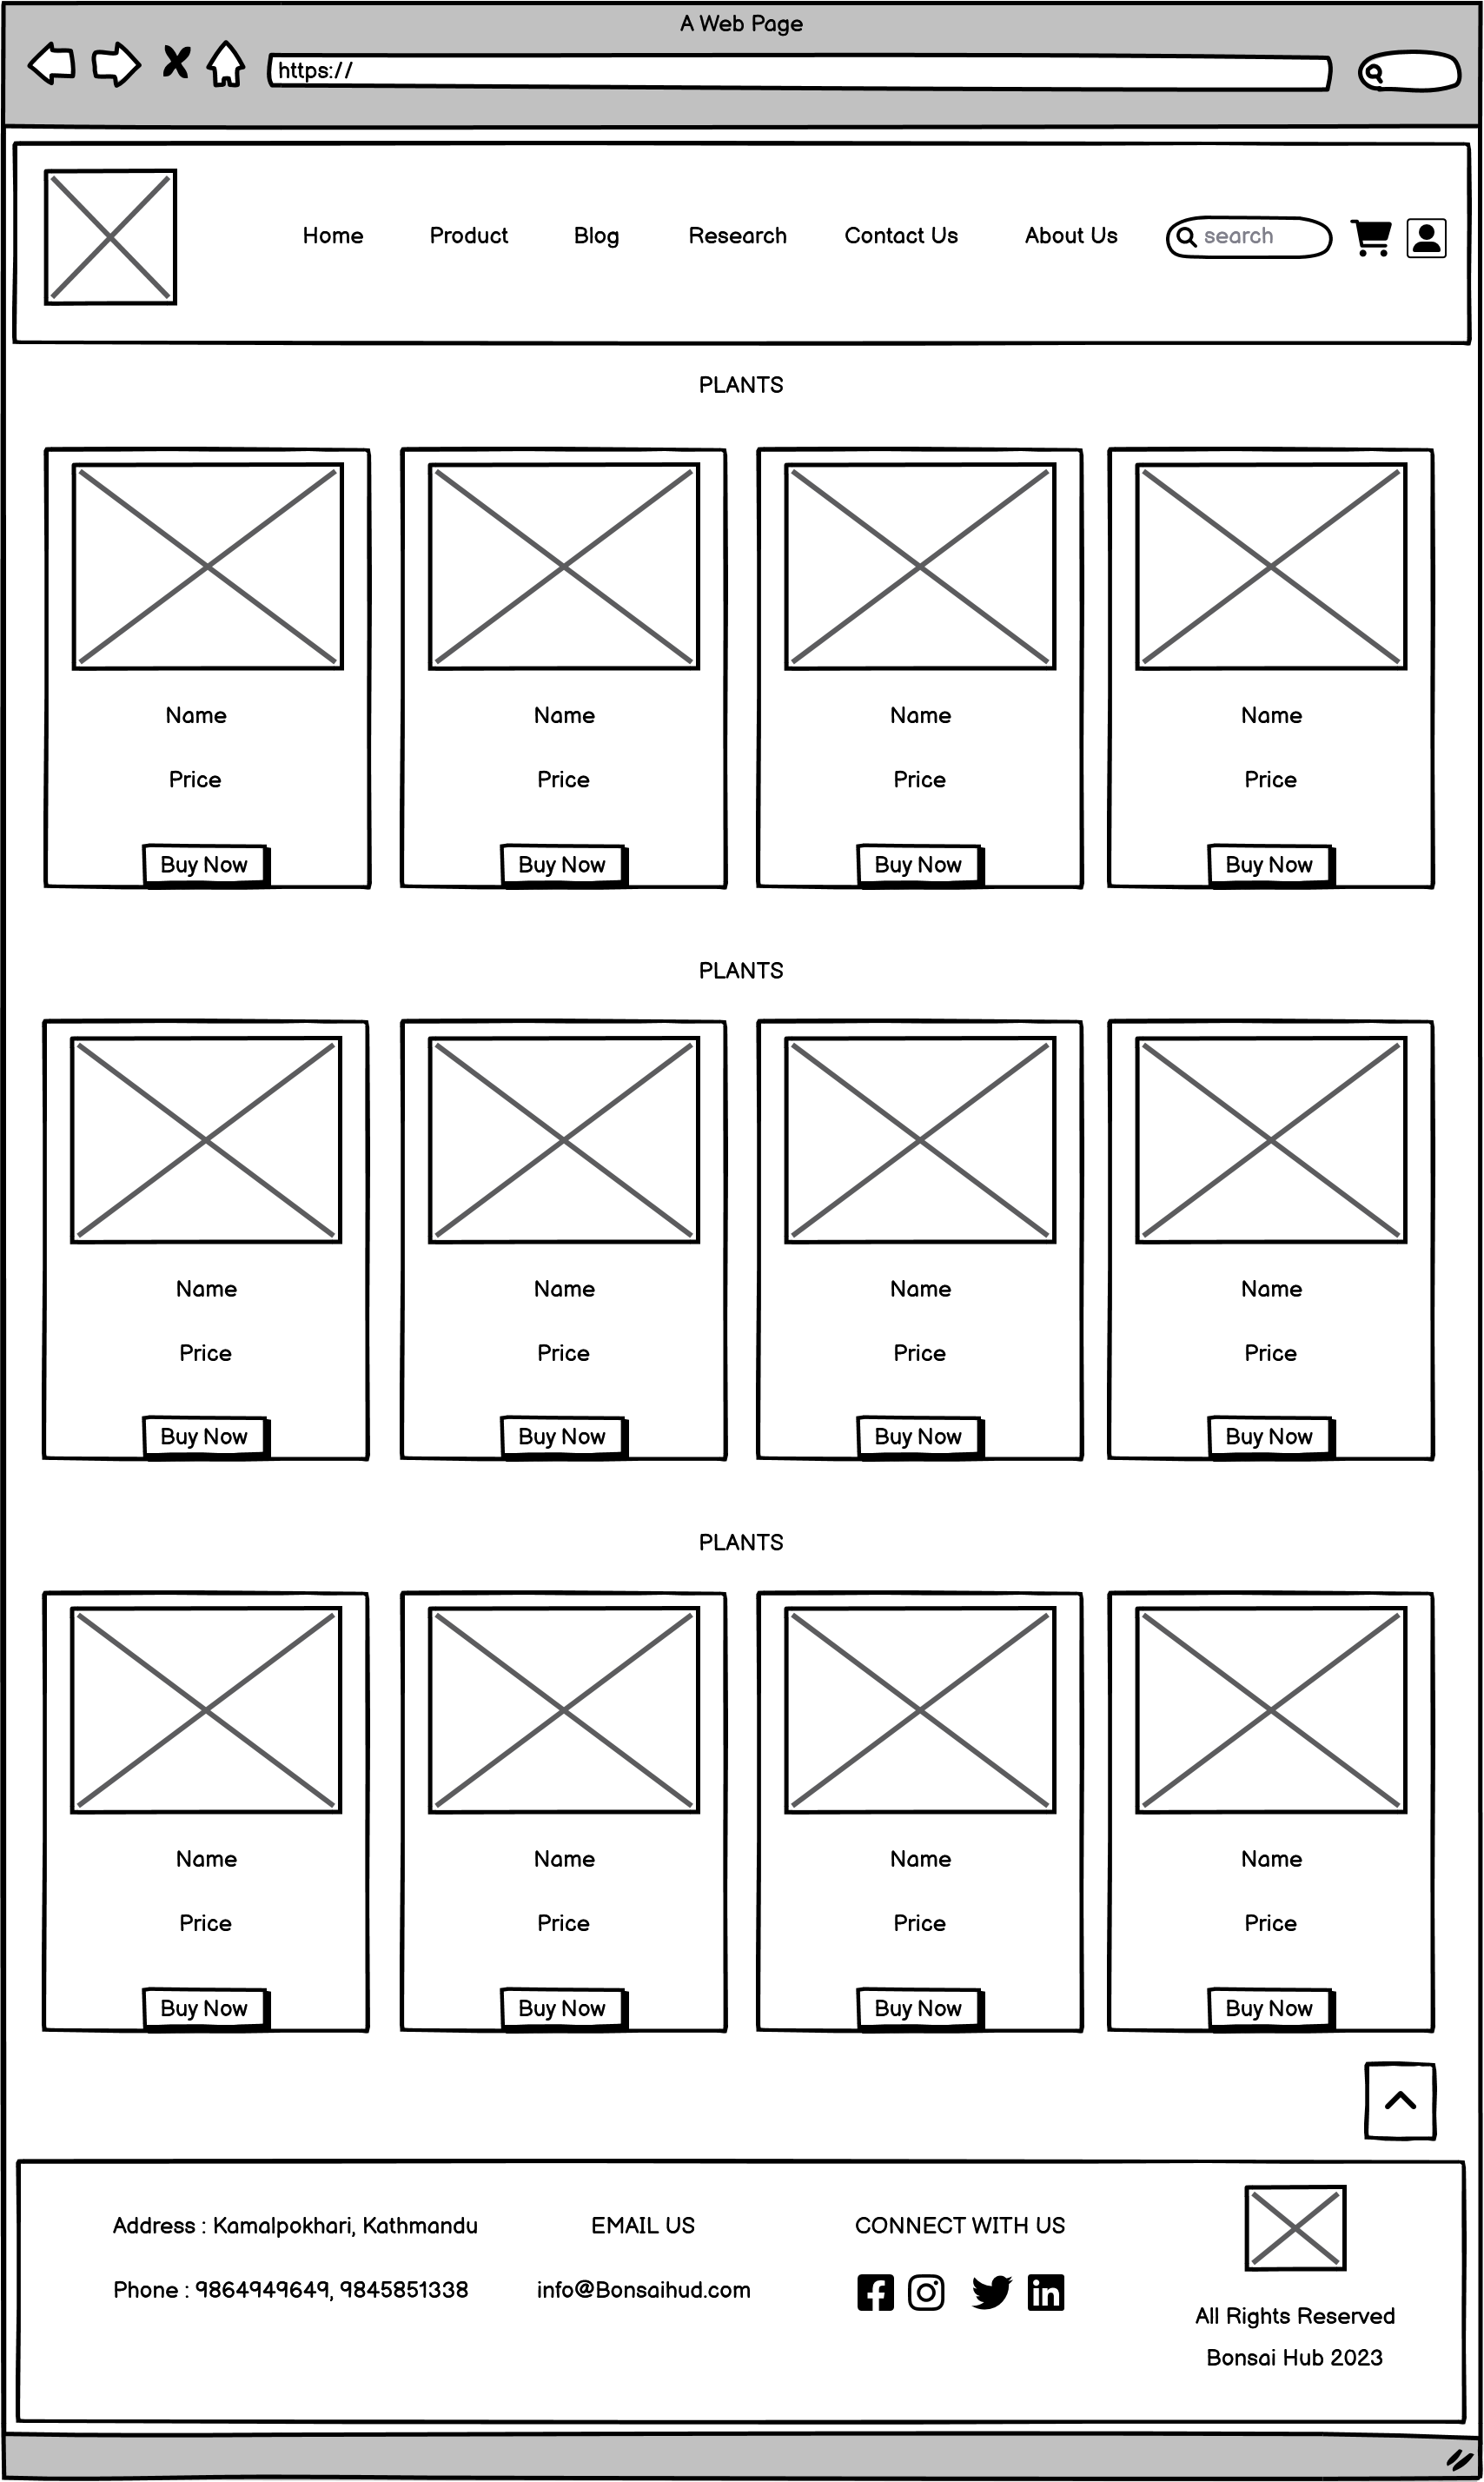 A Web Page
https://
Home Product Blog Research Contact Us About Us search
PLANTS
Name Name Name Name
Price Price Price Price
Buy Now Buy Now Buy Now Buy Now
PLANTS
Name Name Name Name
Price Price Price Price
Buy Now Buy Now Buy Now Buy Now
PLANTS
Name Name Name Name
Price Price Price Price
Buy Now Buy Now Buy Now Buy Now
Address : Kamalpokhari, Kathmandu EMAIL US CONNECT WITH US
Phone : 9864949649, 9845851338 info@Bonsaihud.com
All Rights Reserved
Bonsai Hub 2023